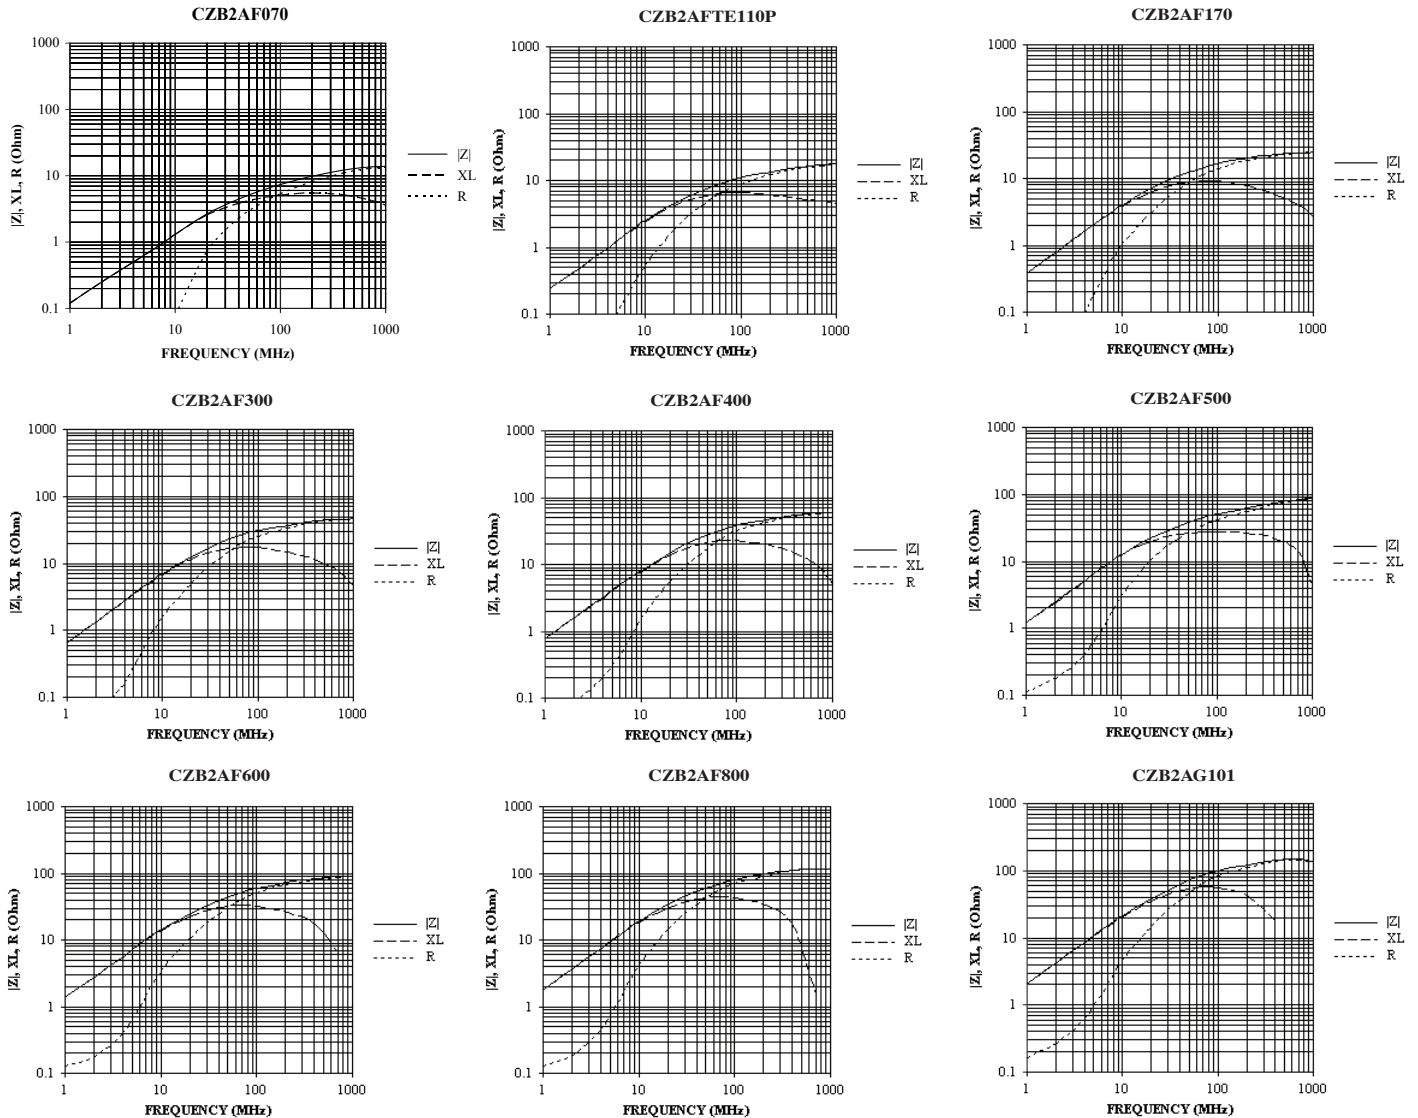 CZB2AF070
|Z|, XL, R (Ohm)
1000
100
10
1
0.1
1 10 100 1000
FREQUENCY (MHz)
|Z|
XL
R
CZB2AFTE110P
|Z|, XL, R (Ohm)
1000
100
10
1
0.1
1 10 100 1000
FREQUENCY (MHz)
|Z|
XL
R
CZB2AF170
|Z|, XL, R (Ohm)
1000
100
10
1
0.1
1 10 100 1000
FREQUENCY (MHz)
|Z|
XL
R
CZB2AF300
|Z|, XL, R (Ohm)
1000
100
10
1
0.1
1 10 100 1000
FREQUENCY (MHz)
|Z|
XL
R
CZB2AF400
|Z|, XL, R (Ohm)
1000
100
10
1
0.1
1 10 100 1000
FREQUENCY (MHz)
|Z|
XL
R
CZB2AF500
|Z|, XL, R (Ohm)
1000
100
10
1
0.1
1 10 100 1000
FREQUENCY (MHz)
|Z|
XL
R
CZB2AF600
|Z|, XL, R (Ohm)
1000
100
10
1
0.1
1 10 100 1000
FREQUENCY (MHz)
|Z|
XL
R
CZB2AF800
|Z|, XL, R (Ohm)
1000
100
10
1
0.1
1 10 100 1000
FREQUENCY (MHz)
|Z|
XL
R
CZB2AG101
|Z|, XL, R (Ohm)
1000
100
10
1
0.1
1 10 100 1000
FREQUENCY (MHz)
|Z|
XL
R